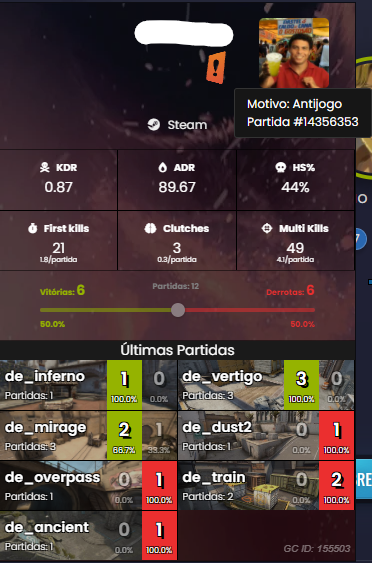 Steam
Motivo: Antijogo
Partida #14356353
KDR
0.87
ADR
89.67
HS%
44%
First kills
21
1.8/partida
Clutches
3
0.3/partida
Multi Kills
49
4.1/partida
Vitórias: 6
Partidas: 12
Derrotas: 6
50.0%
50.0%
Últimas Partidas
de_inferno
Partidas: 1
1
100.0%
0
0.0%
de_vertigo
Partidas: 3
3
100.0%
0
0.0%
de_mirage
Partidas: 3
2
66.7%
1
33.3%
de_dust2
Partidas: 1
0
0.0%
1
100.0%
de_overpass
Partidas: 1
0
0.0%
1
100.0%
de_train
Partidas: 2
0
0.0%
2
100.0%
de_ancient
Partidas: 1
0
0.0%
1
100.0%
GC ID: 155503